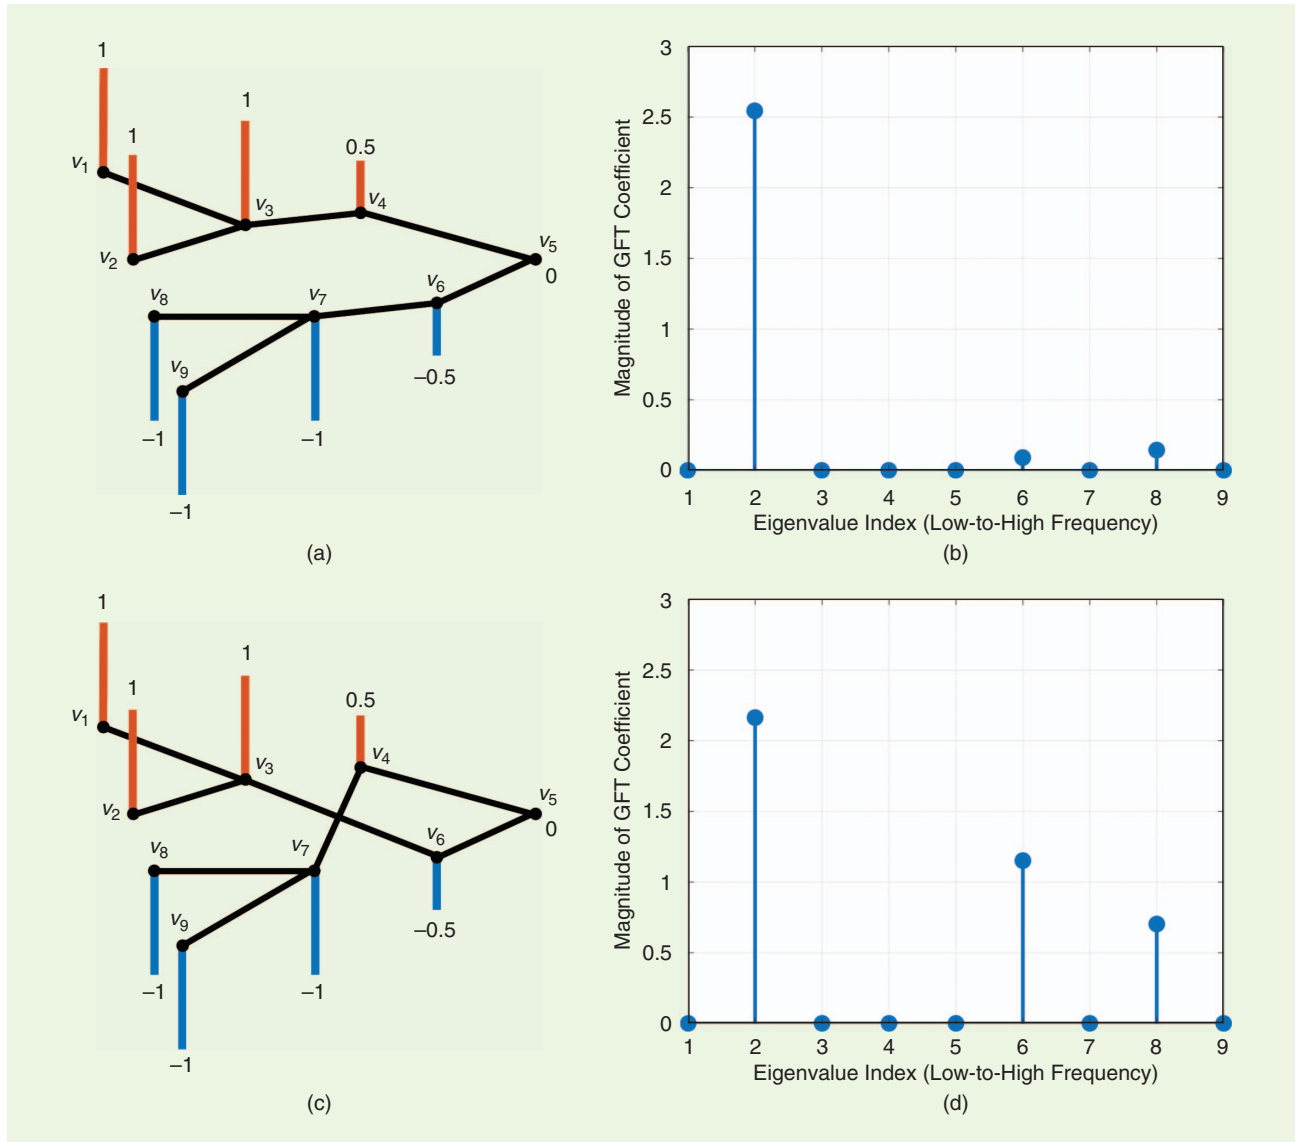 1
1
1
0.5
v1
v3
v4
v2
v5
0
v8
v7
v6
v9
–0.5
–1
–1
–1
(a)
3
2.5
2
1.5
1
0.5
0
Magnitude of GFT Coefficient
1 2 3 4 5 6 7 8 9
Eigenvalue Index (Low-to-High Frequency)
(b)
1
1
1
0.5
v1
v3
v4
v2
v5
0
v8
v7
v6
v9
–0.5
–1
–1
–1
(c)
3
2.5
2
1.5
1
0.5
0
Magnitude of GFT Coefficient
1 2 3 4 5 6 7 8 9
Eigenvalue Index (Low-to-High Frequency)
(d)